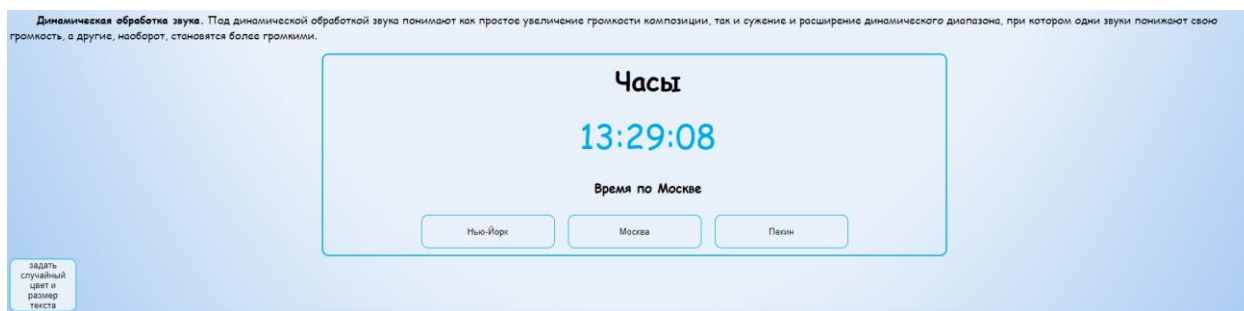 Динамическая обработка звука. Под динамической обработкой звука понимают как простое увеличение громкости композиции, так и сужение и расширение динамического диапазона, при котором одни звуки понижают свою
громкость, а другие, наоборот, становятся более громкими.
Часы
13:29:08
Время по Москве
Нью-Йорк Москва Пекин
задать
случайный
цвет и
размер
текста